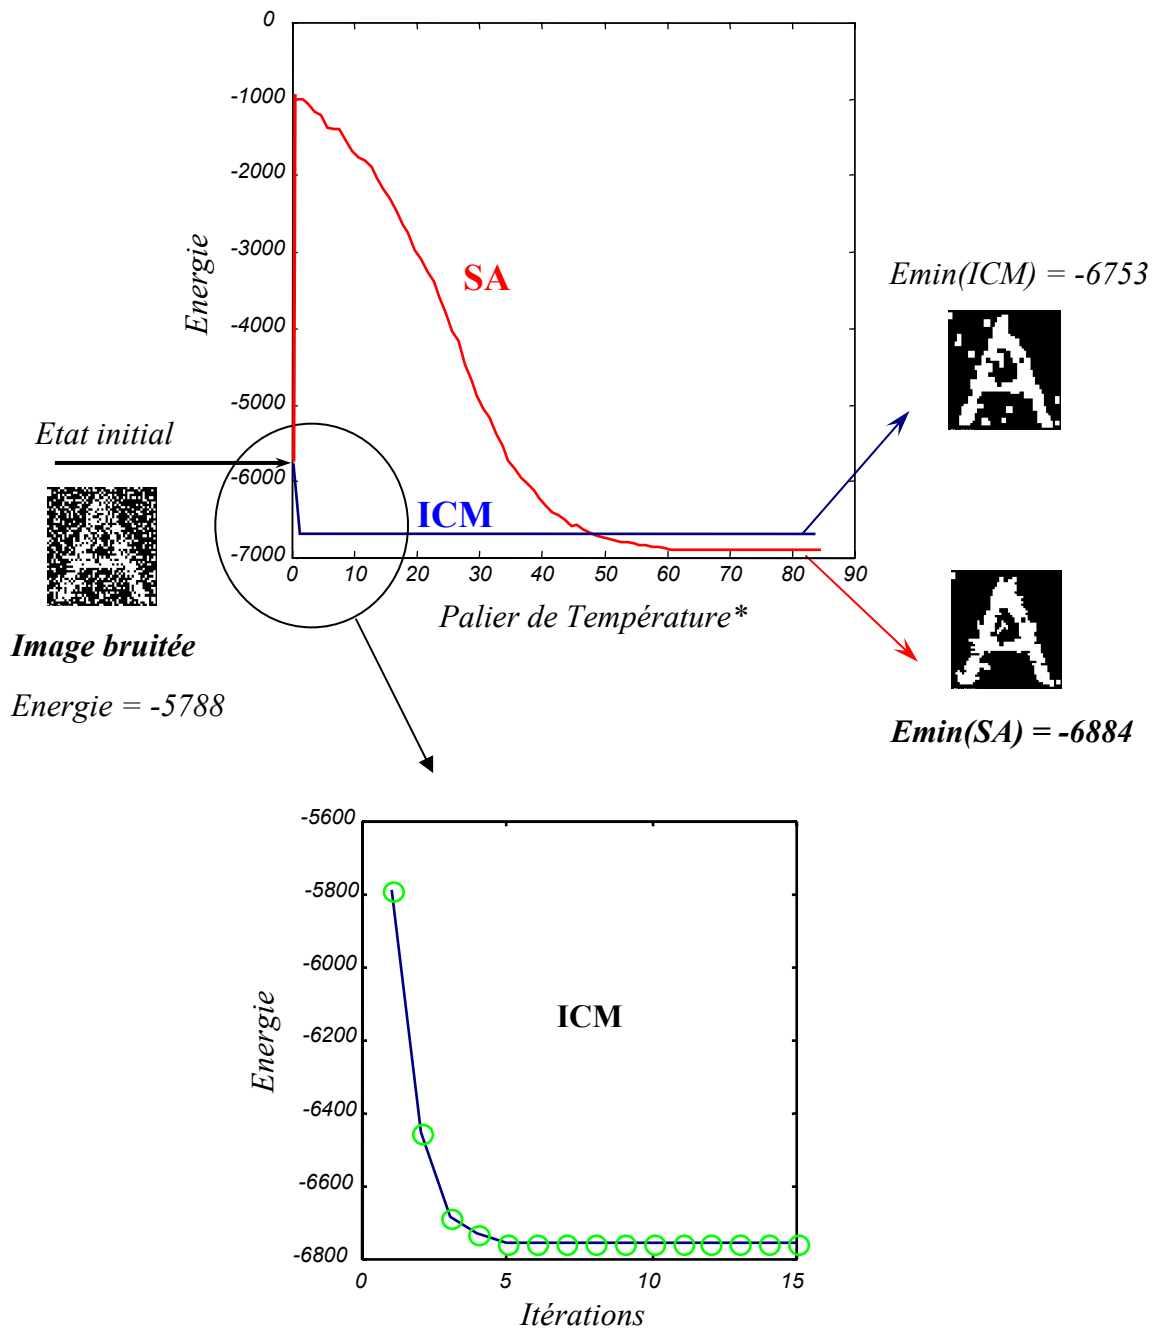 0
-1000
-2000
-3000
-4000
-5000
-6000
-7000
Energie
SA
ICM
0 10 20 30 40 50 60 70 80 90
Palier de Température*
Etat initial
Image bruitée
Energie = -5788
Emin(ICM) = -6753
Emin(SA) = -6884
-5600
-5800
-6000
-6200
-6400
-6600
-6800
Energie
ICM
0 5 10 15
Itérations